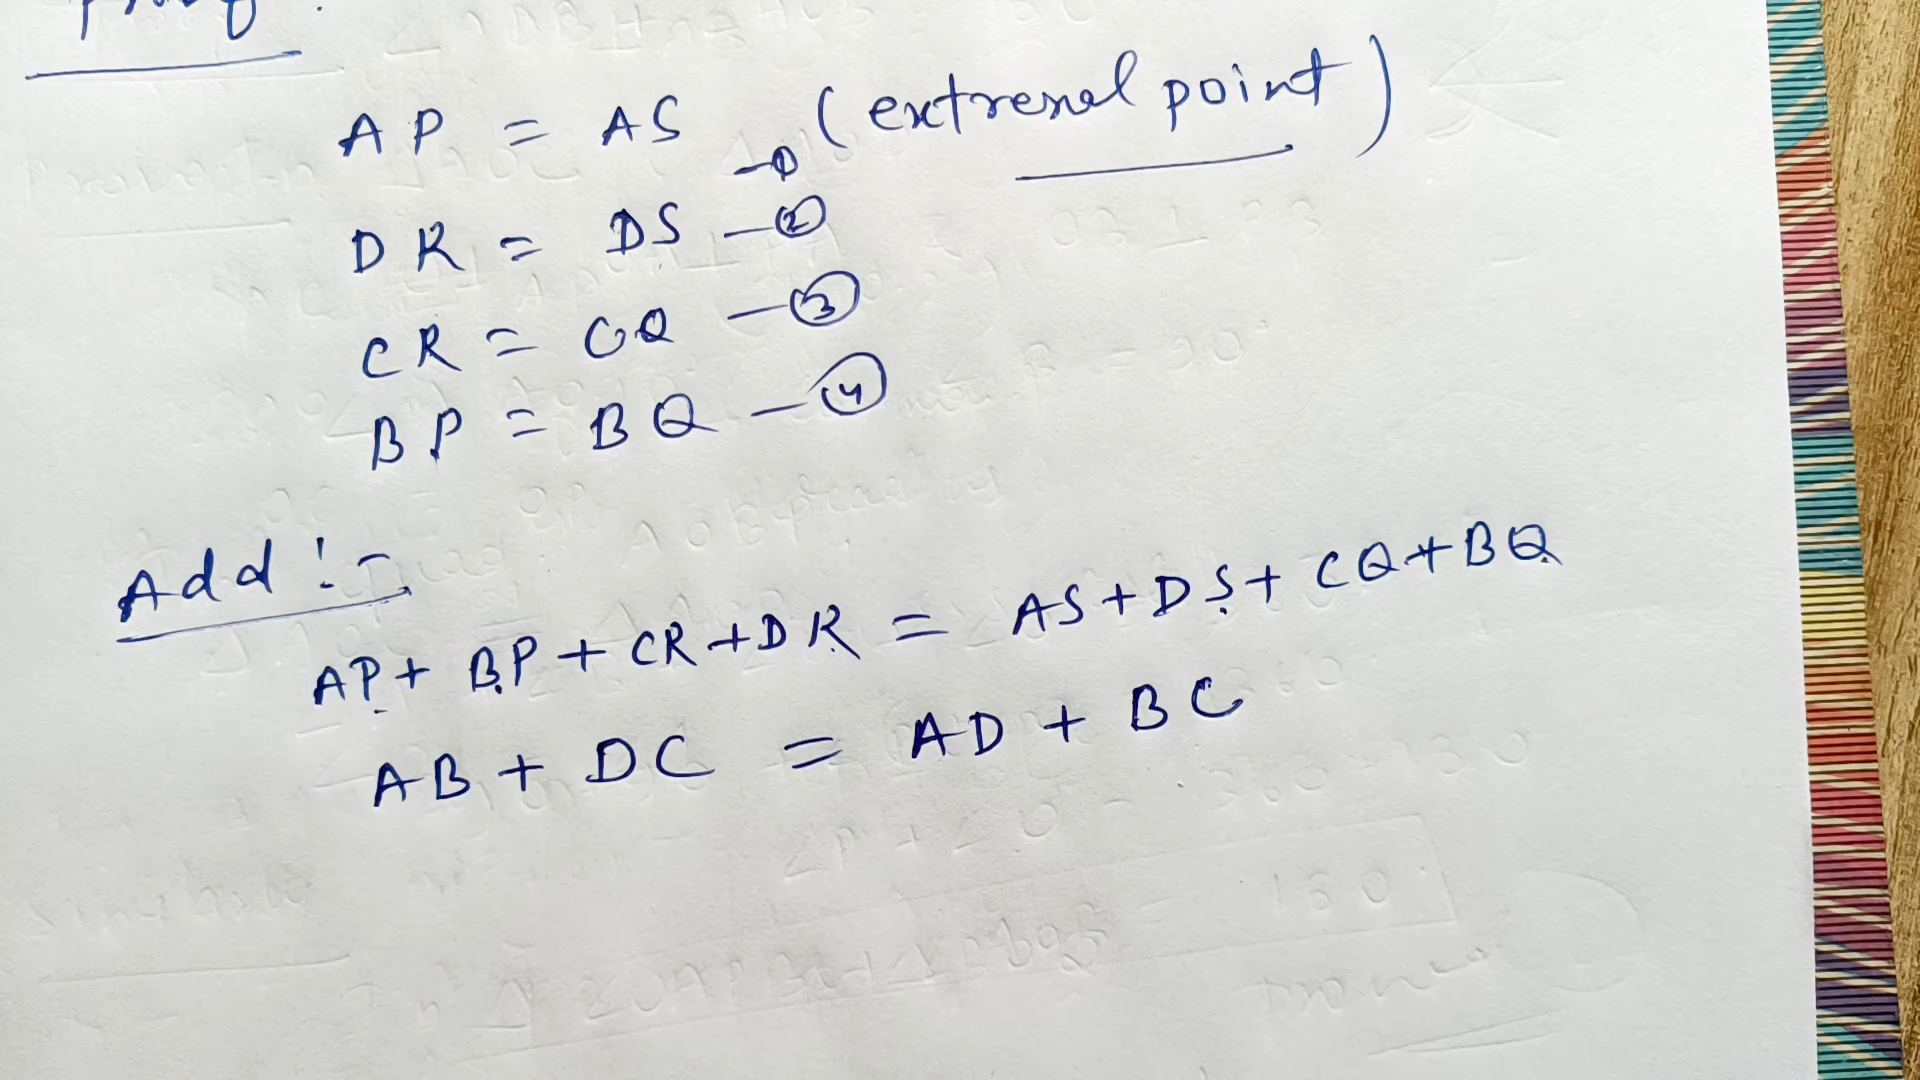 Proof :
AP = AS —① (extrenal point)
DR = DS —②
CR = CQ —③
BP = BQ —④
Add :-
AP + BP + CR + DR = AS + DS + CQ + BQ
AB + DC = AD + BC